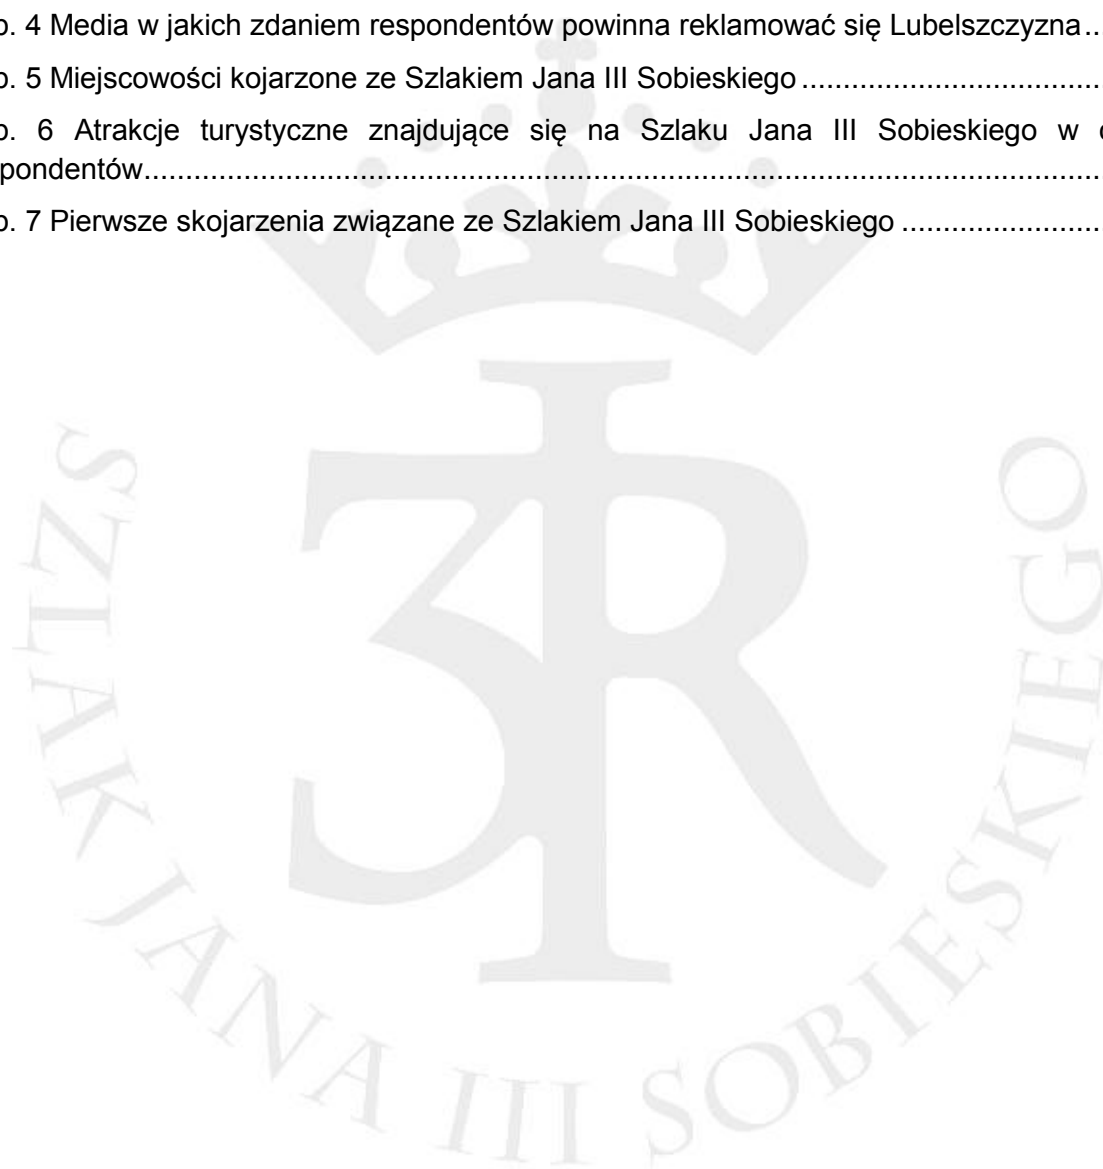 o. 4 Media w jakich zdaniem respondentów powinna reklamować się Lubelszczyzna..
o. 5 Miejscowości kojarzone ze Szlakiem Jana III Sobieskiego....................................
o. 6 Atrakcje turystyczne znajdujące się na Szlaku Jana III Sobieskiego w o
pondentów....................................................................................................................
o. 7 Pierwsze skojarzenia związane ze Szlakiem Jana III Sobieskiego........................
SZLAK JANA III SOBIESKIEGO